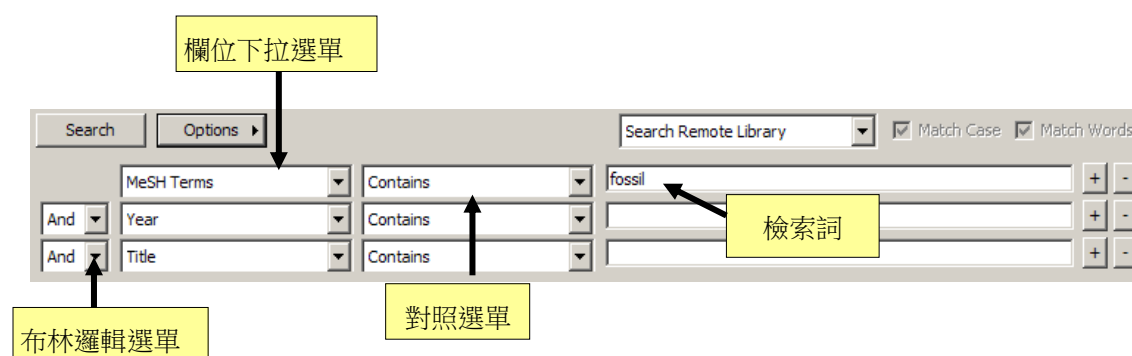 欄位下拉選單
Search Options Search Remote Library Match Case Match Words
MeSH Terms Contains fossil + -
And Year Contains + -
And Title Contains + -
檢索詞
對照選單
布林邏輯選單